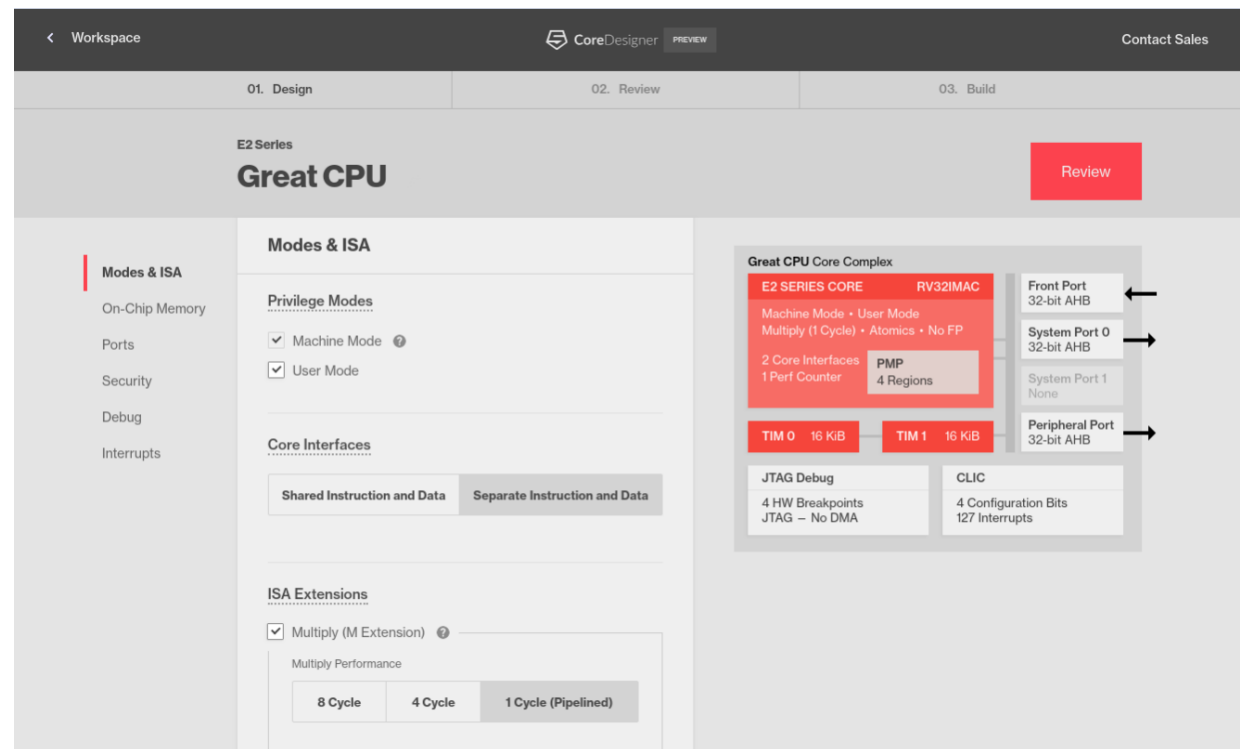 Workspace
CoreDesigner PREVIEW
Contact Sales
01. Design
02. Review
03. Build
E2 Series
Great CPU
Review
Modes & ISA
On-Chip Memory
Ports
Security
Debug
Interrupts
Modes & ISA
Privilege Modes
Machine Mode ?
User Mode
Core Interfaces
Shared Instruction and Data
Separate Instruction and Data
ISA Extensions
Multiply (M Extension) ?
Multiply Performance
8 Cycle
4 Cycle
1 Cycle (Pipelined)
Great CPU Core Complex
E2 SERIES CORE RV32IMAC
Machine Mode • User Mode
Multiply (1 Cycle) • Atomics • No FP
2 Core Interfaces
1 Perf Counter
PMP
4 Regions
TIM 0 16 KiB
TIM 1 16 KiB
Front Port
32-bit AHB
System Port 0
32-bit AHB
System Port 1
None
Peripheral Port
32-bit AHB
JTAG Debug
4 HW Breakpoints
JTAG – No DMA
CLIC
4 Configuration Bits
127 Interrupts